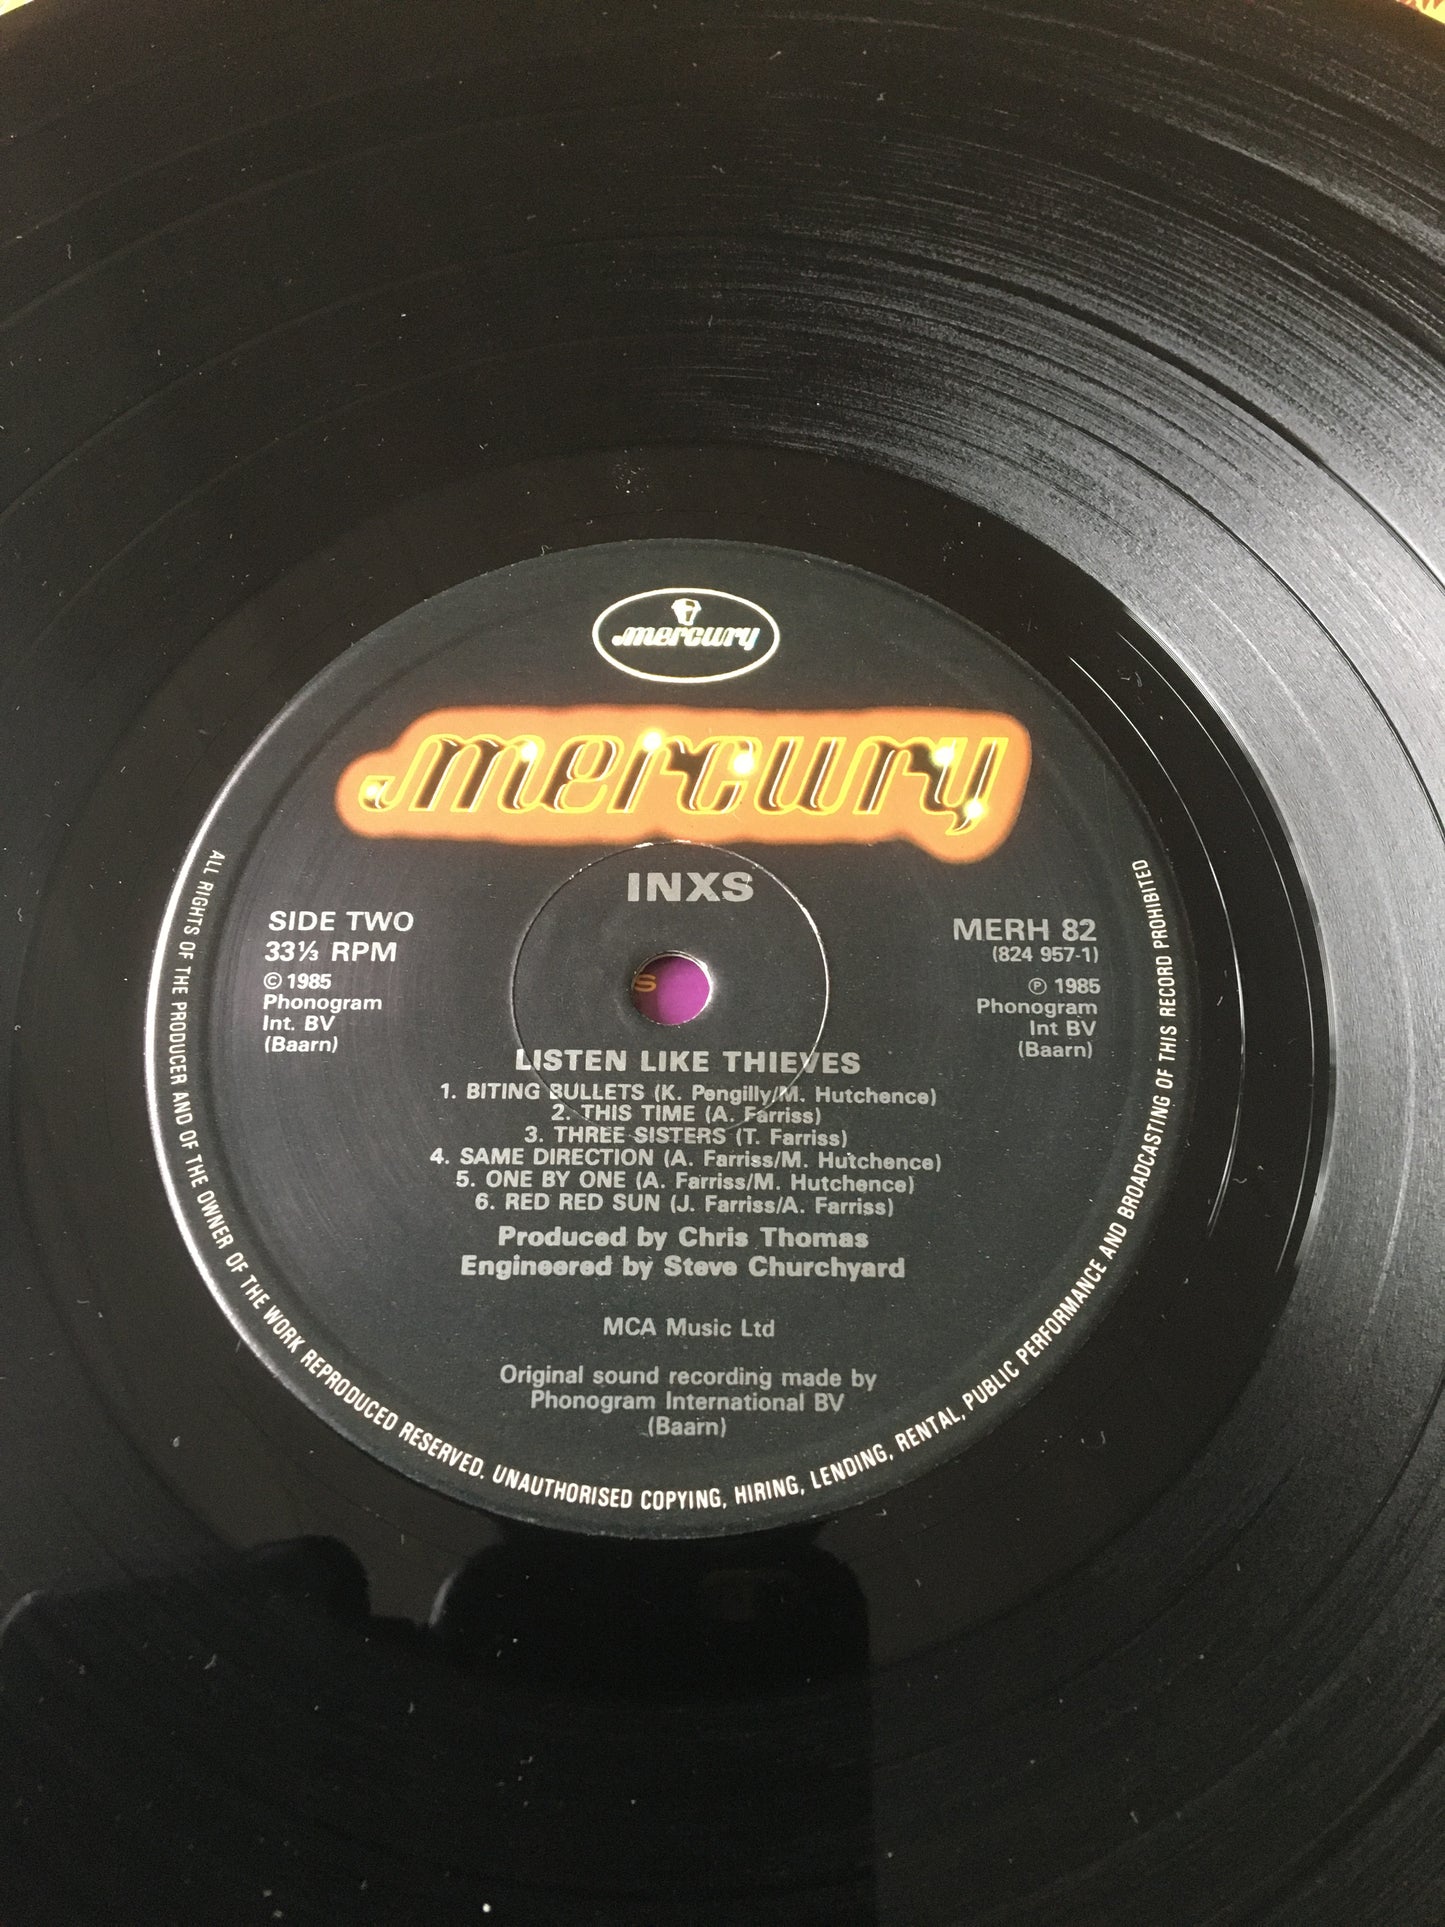 mercury
mercury
INXS
SIDE TWO
33⅓ RPM
© 1985
Phonogram
Int. BV
(Baarn)
MERH 82
(824 957-1)
℗ 1985
Phonogram
Int BV
(Baarn)
S
LISTEN LIKE THIEVES
1. BITING BULLETS (K. Pengilly/M. Hutchence)
2. THIS TIME (A. Farriss)
3. THREE SISTERS (T. Farriss)
4. SAME DIRECTION (A. Farriss/M. Hutchence)
5. ONE BY ONE (A. Farriss/M. Hutchence)
6. RED RED SUN (J. Farriss/A. Farriss)
Produced by Chris Thomas
Engineered by Steve Churchyard
MCA Music Ltd
Original sound recording made by
Phonogram International BV
(Baarn)
ALL RIGHTS OF THE PRODUCER AND OF THE OWNER OF THE WORK REPRODUCED RESERVED. UNAUTHORISED COPYING, HIRING, LENDING, RENTAL, PUBLIC PERFORMANCE AND BROADCASTING OF THIS RECORD PROHIBITED